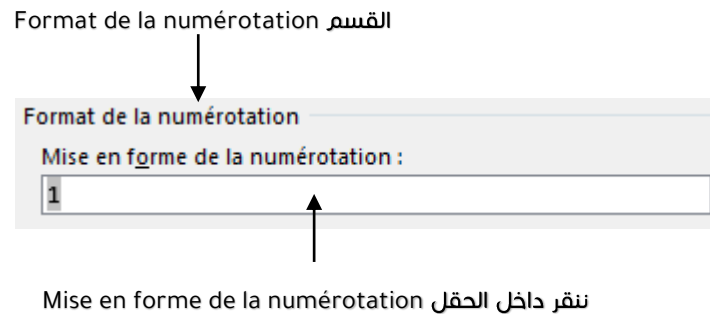 القسم Format de la numérotation
Format de la numérotation
Mise en forme de la numérotation :
1
ننقر داخل الحقل Mise en forme de la numérotation